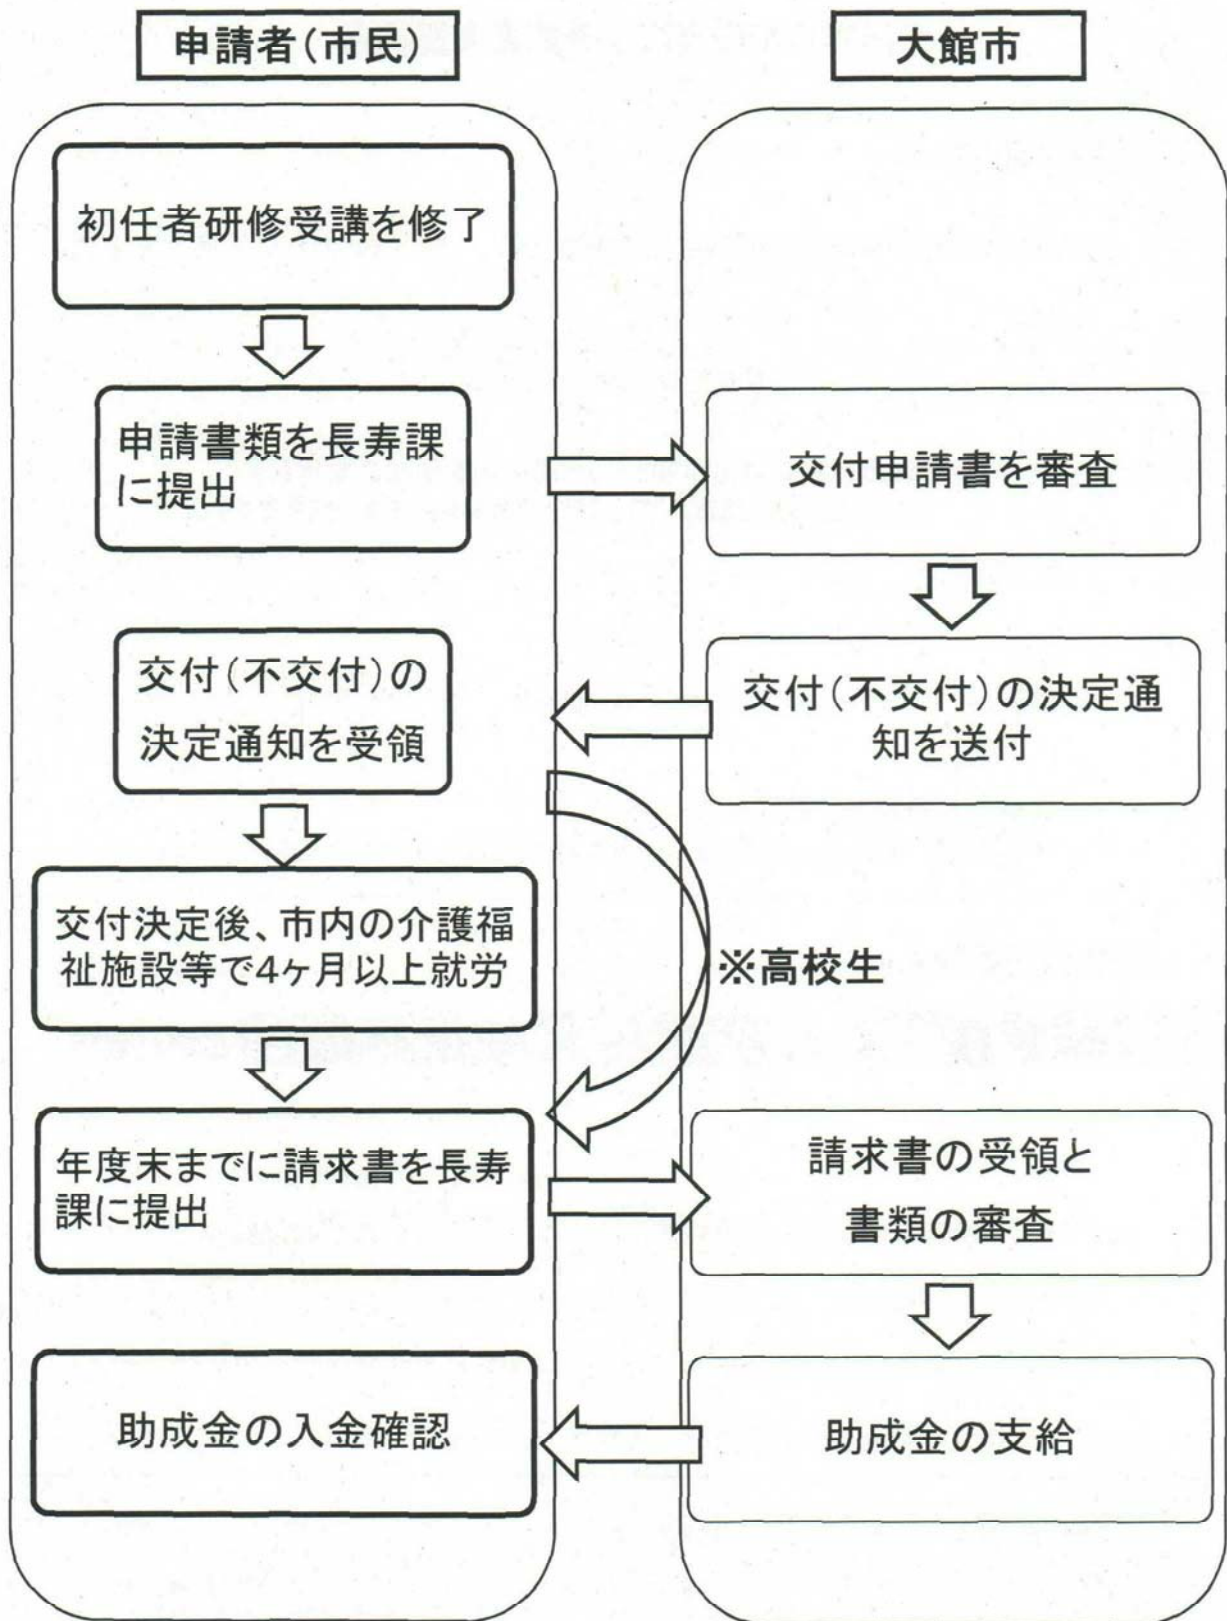 申請者(市民)
大館市
初任者研修受講を修了
申請書類を長寿課
に提出
交付申請書を審査
交付(不交付)の
決定通知を受領
交付(不交付)の決定通
知を送付
交付決定後、市内の介護福
祉施設等で4ヶ月以上就労
※高校生
年度末までに請求書を長寿
課に提出
請求書の受領と
書類の審査
助成金の入金確認
助成金の支給